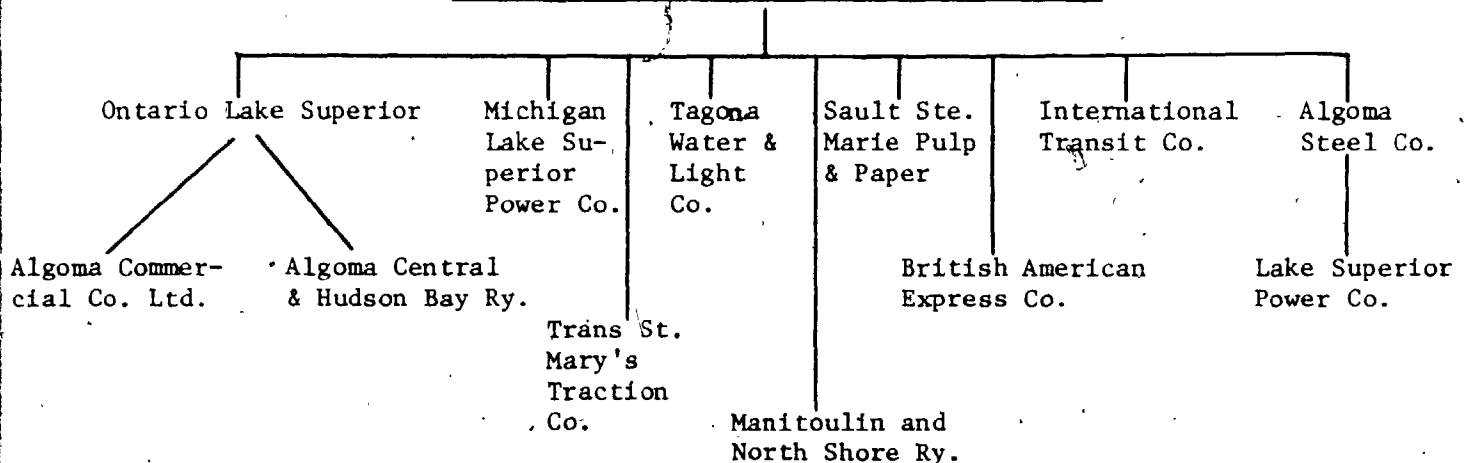 Ontario Lake Superior
Michigan
Lake Su-
perior
Power Co.
Tagona
Water &
Light
Co.
Sault Ste.
Marie Pulp
& Paper
International
Transit Co.
Algoma
Steel Co.
Algoma Commer-
cial Co. Ltd.
Algoma Central
& Hudson Bay Ry.
British American
Express Co.
Lake Superior
Power Co.
Trans St.
Mary's
Traction
Co.
Manitoulin and
North Shore Ry.